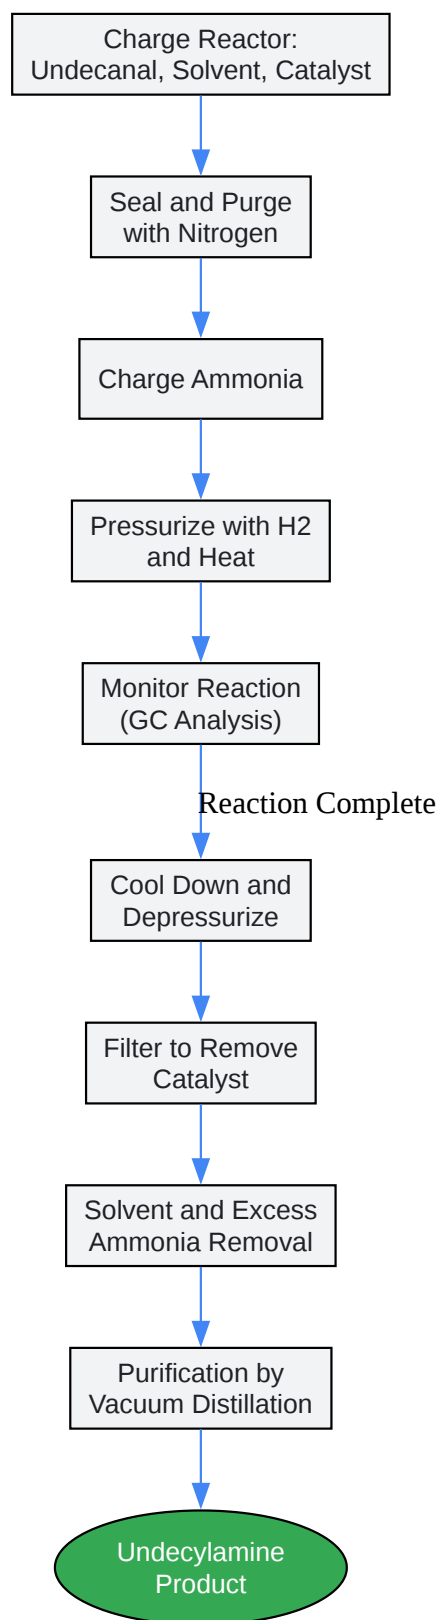 Charge Reactor:
Undecanal, Solvent, Catalyst
Seal and Purge
with Nitrogen
Charge Ammonia
Pressurize with H2
and Heat
Monitor Reaction
(GC Analysis)
Reaction Complete
Cool Down and
Depressurize
Filter to Remove
Catalyst
Solvent and Excess
Ammonia Removal
Purification by
Vacuum Distillation
Undecylamine
Product